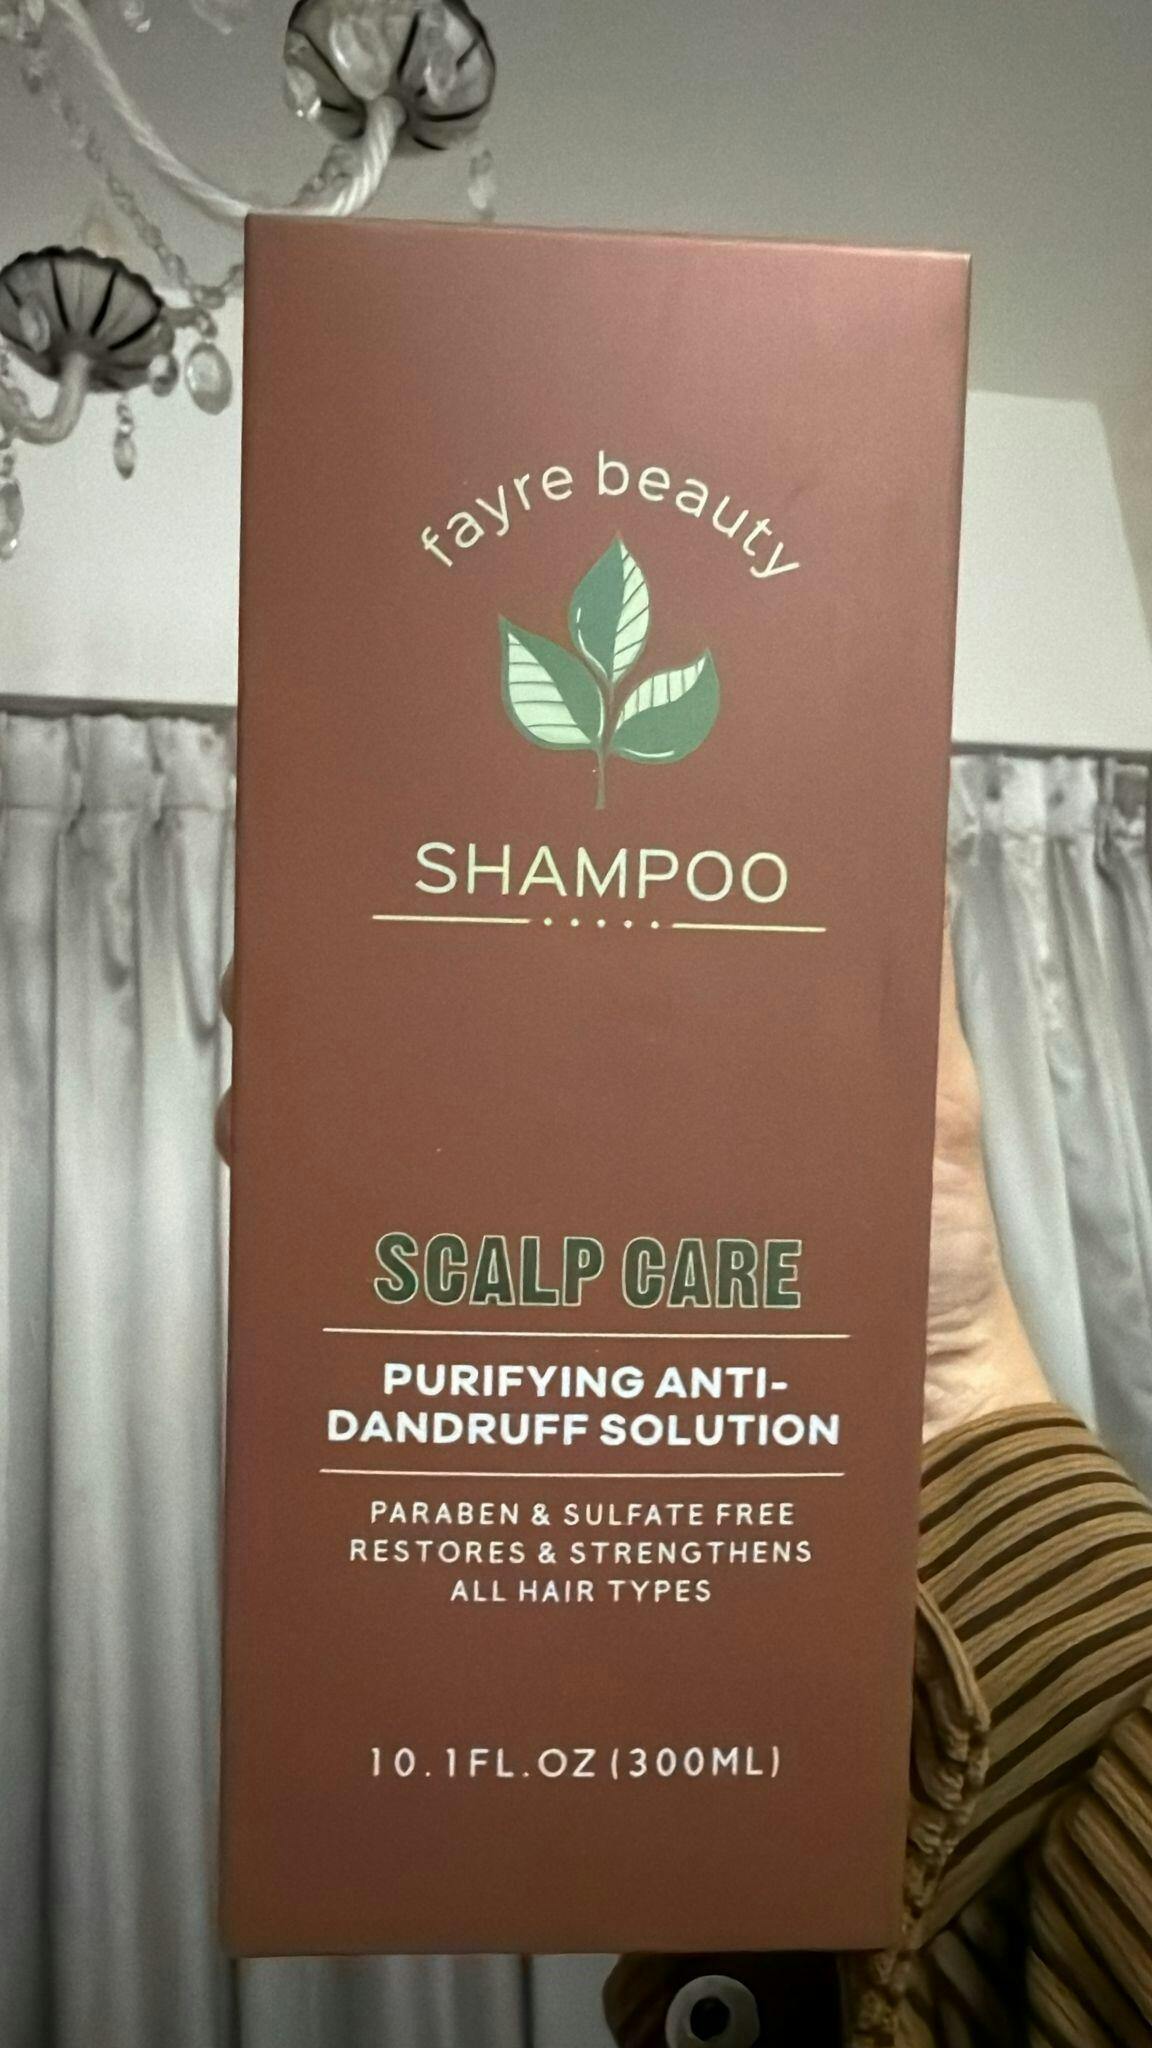 fayre beauty
SHAMPOO
SCALP CARE
PURIFYING ANTI-
DANDRUFF SOLUTION
PARABEN & SULFATE FREE
RESTORES & STRENGTHENS
ALL HAIR TYPES
10.1FL.OZ(300ML)